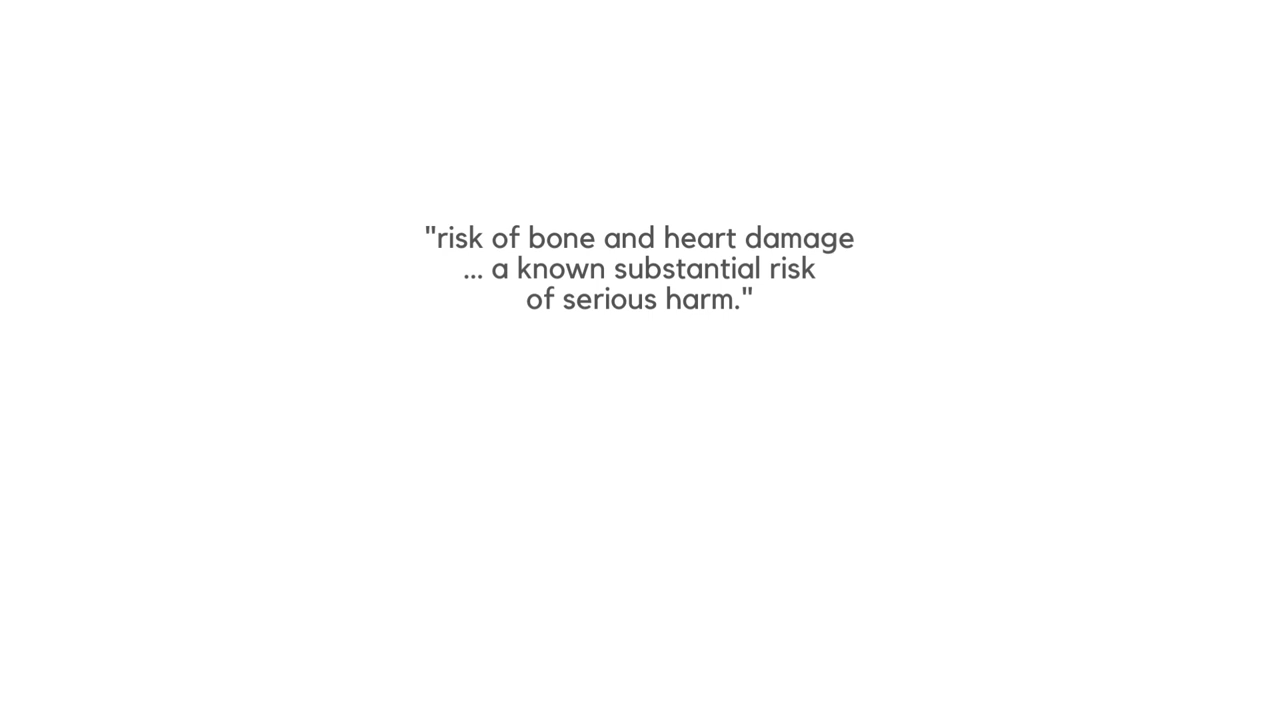 "risk of bone and heart damage
... a known substantial risk
of serious harm."